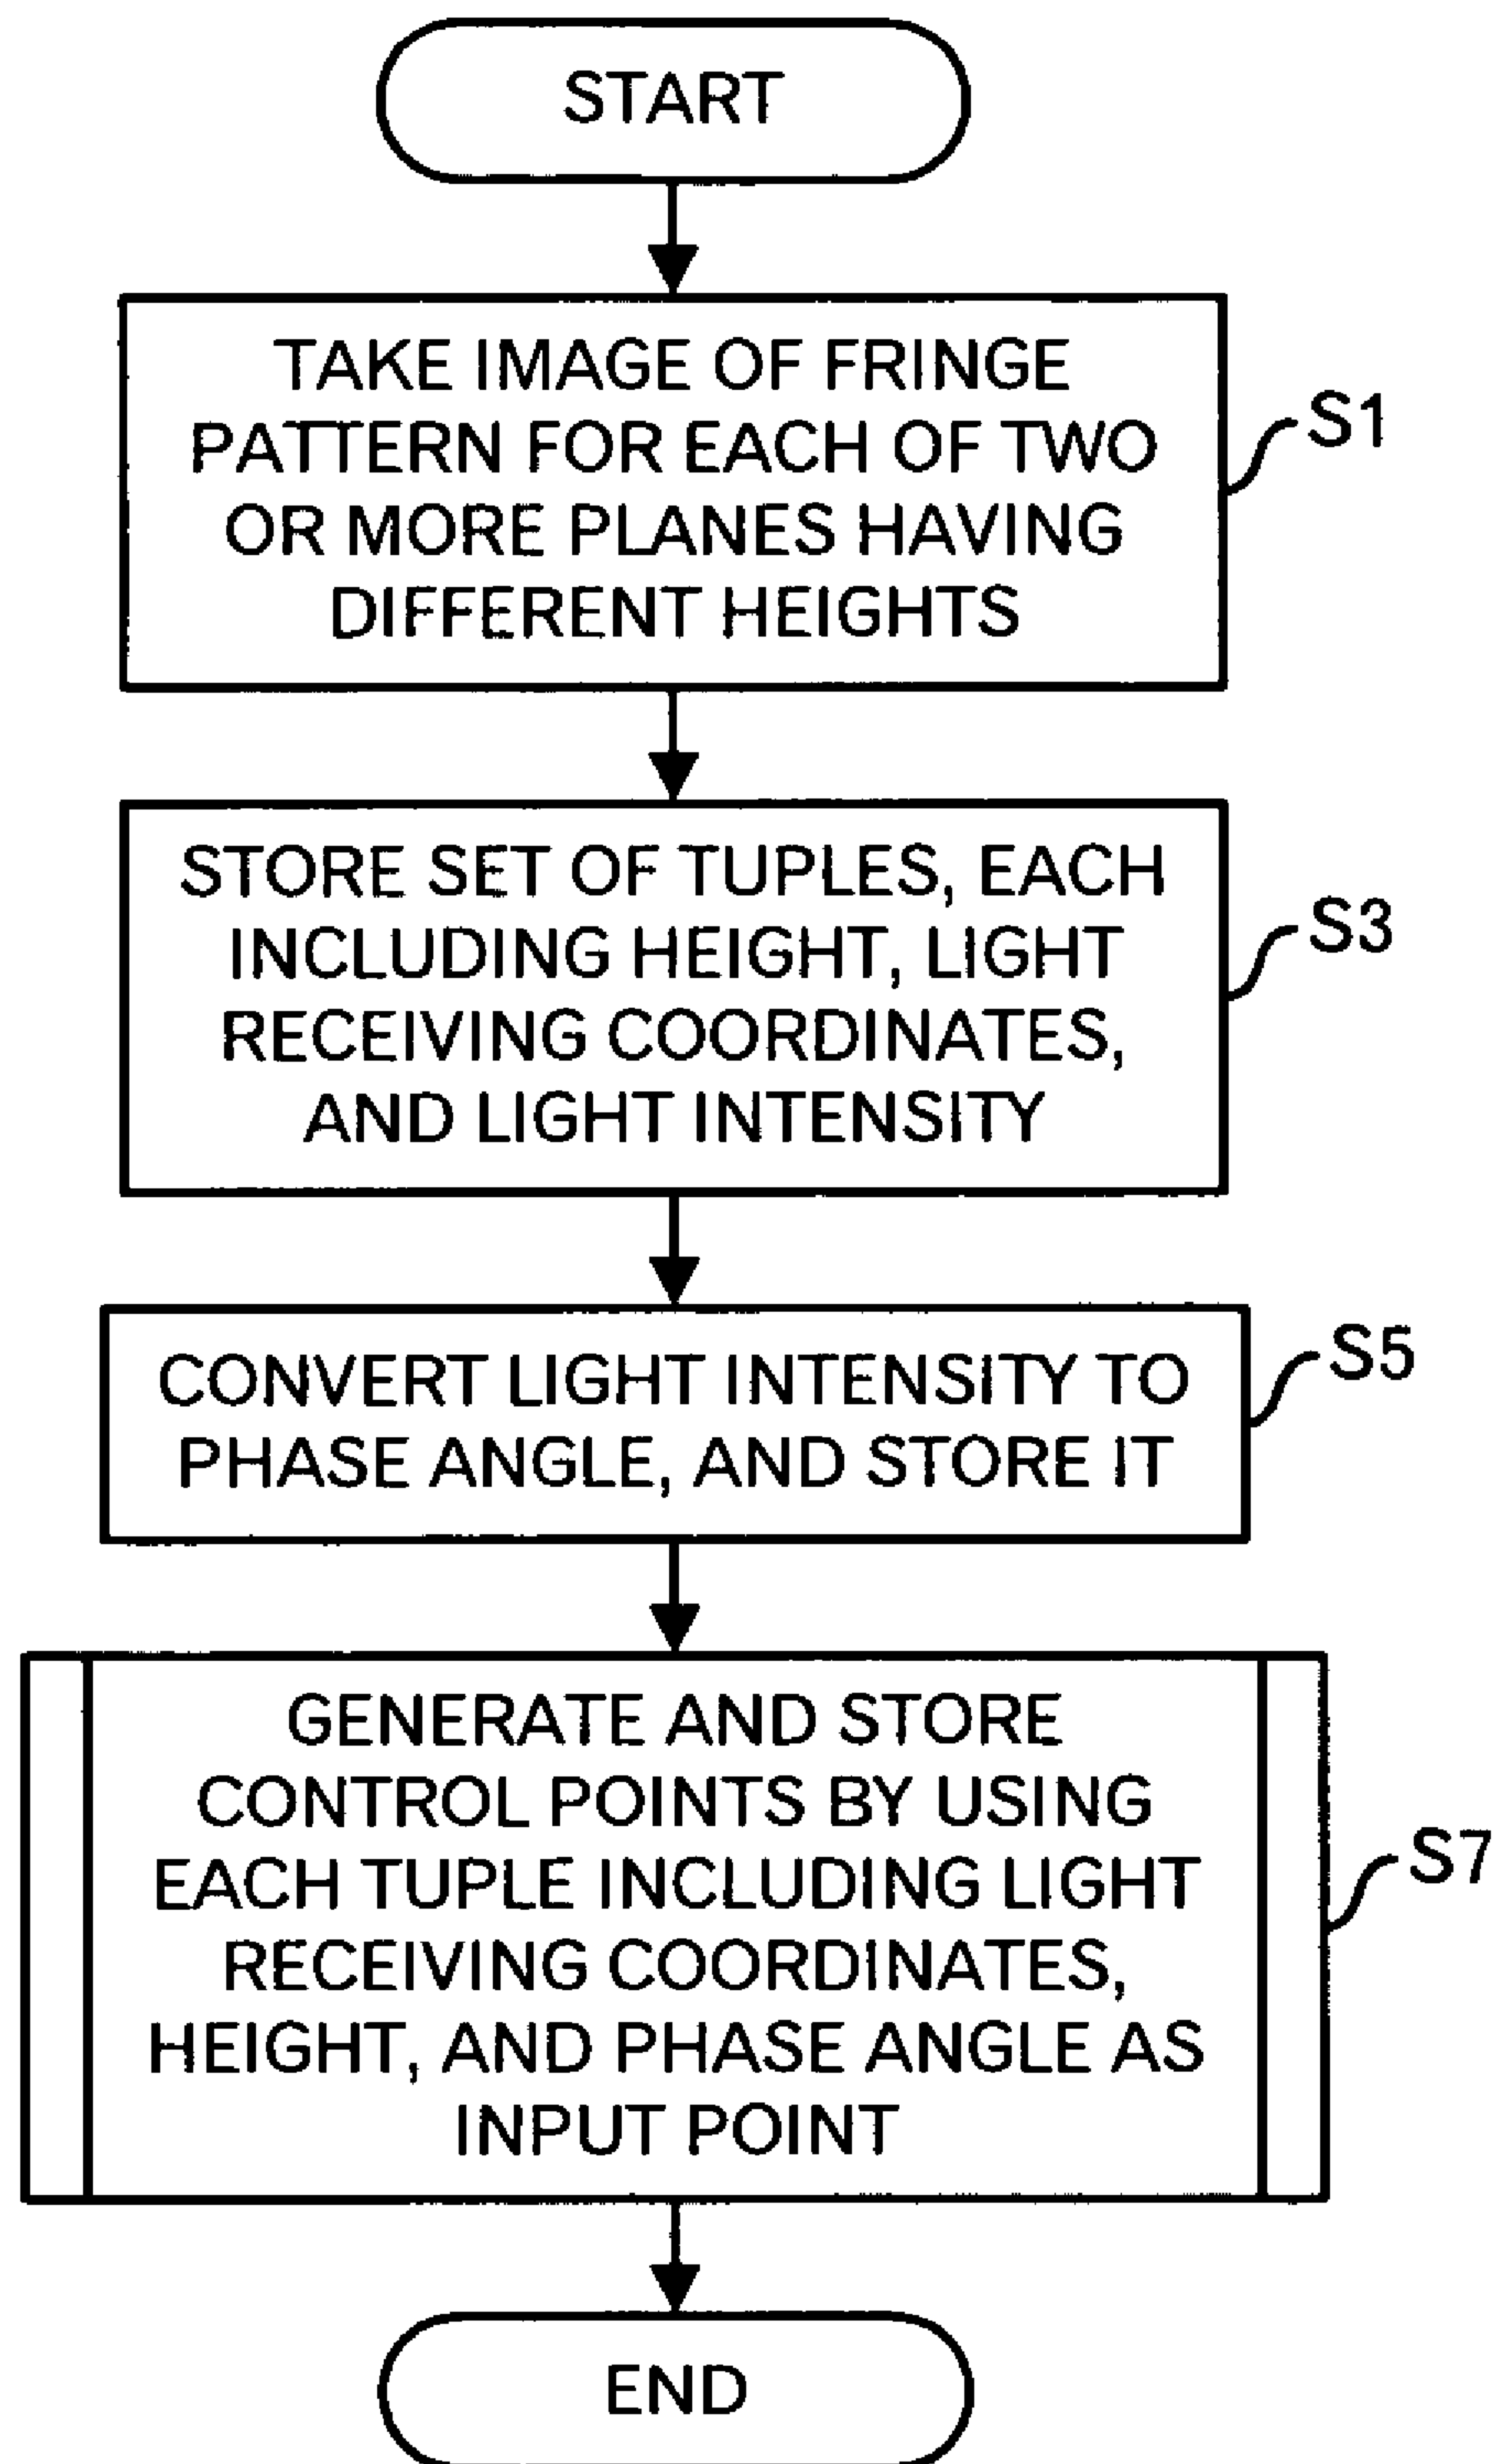 START
TAKE IMAGE OF FRINGE
PATTERN FOR EACH OF TWO
OR MORE PLANES HAVING
DIFFERENT HEIGHTS
S1
STORE SET OF TUPLES, EACH
INCLUDING HEIGHT, LIGHT
RECEIVING COORDINATES,
AND LIGHT INTENSITY
S3
CONVERT LIGHT INTENSITY TO
PHASE ANGLE, AND STORE IT
S5
GENERATE AND STORE
CONTROL POINTS BY USING
EACH TUPLE INCLUDING LIGHT
RECEIVING COORDINATES,
HEIGHT, AND PHASE ANGLE AS
INPUT POINT
S7
END